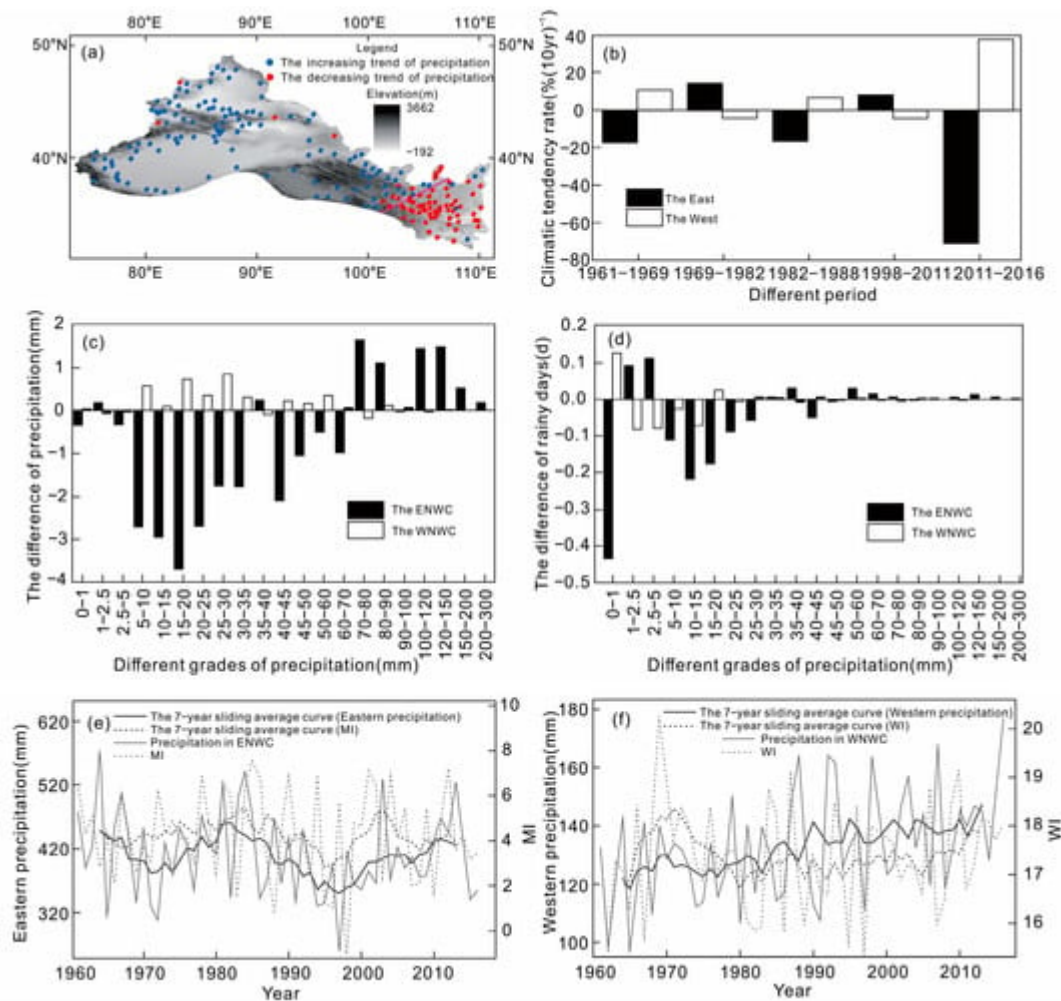 80°E 90°E 100°E 110°E
50°N
50°N
(a)
Legend
The increasing trend of precipitation
The decreasing trend of precipitation
Elevation(m)
3662
-192
40°N
40°N
80°E 90°E 100°E 110°E
(b)
Climatic tendency rate(%(10yr)⁻¹)
40
20
0
-20
-40
-60
-80
The East
The West
1961-1969 1969-1982 1982-1988 1998-2011 2011-2016
Different period
(c)
The difference of precipitation(mm)
2
1
0
-1
-2
-3
-4
The ENWC
The WNWC
0-1
1-2.5
2.5-5
5-10
10-15
15-20
20-25
25-30
30-35
35-40
40-45
45-50
50-60
60-70
70-80
80-90
90-100
100-120
120-150
150-200
200-300
Different grades of precipitation(mm)
(d)
The difference of rainy days(d)
0.2
0.1
0.0
-0.1
-0.2
-0.3
-0.4
-0.5
The ENWC
The WNWC
0-1
1-2.5
2.5-5
5-10
10-15
15-20
20-25
25-30
30-35
35-40
40-45
45-50
50-60
60-70
70-80
80-90
90-100
100-120
120-150
150-200
200-300
Different grades of precipitation(mm)
(e)
The 7-year sliding average curve (Eastern precipitation)
The 7-year sliding average curve (MI)
Precipitation in ENWC
MI
Eastern precipitation(mm)
620
520
420
320
10
8
6
4
2
0
MI
1960 1970 1980 1990 2000 2010
Year
(f)
The 7-year sliding average curve (Western precipitation)
The 7-year sliding average curve (WI)
Precipitation in WNWC
WI
Western precipitation(mm)
180
160
140
120
100
20
19
18
17
16
WI
1960 1970 1980 1990 2000 2010
Year